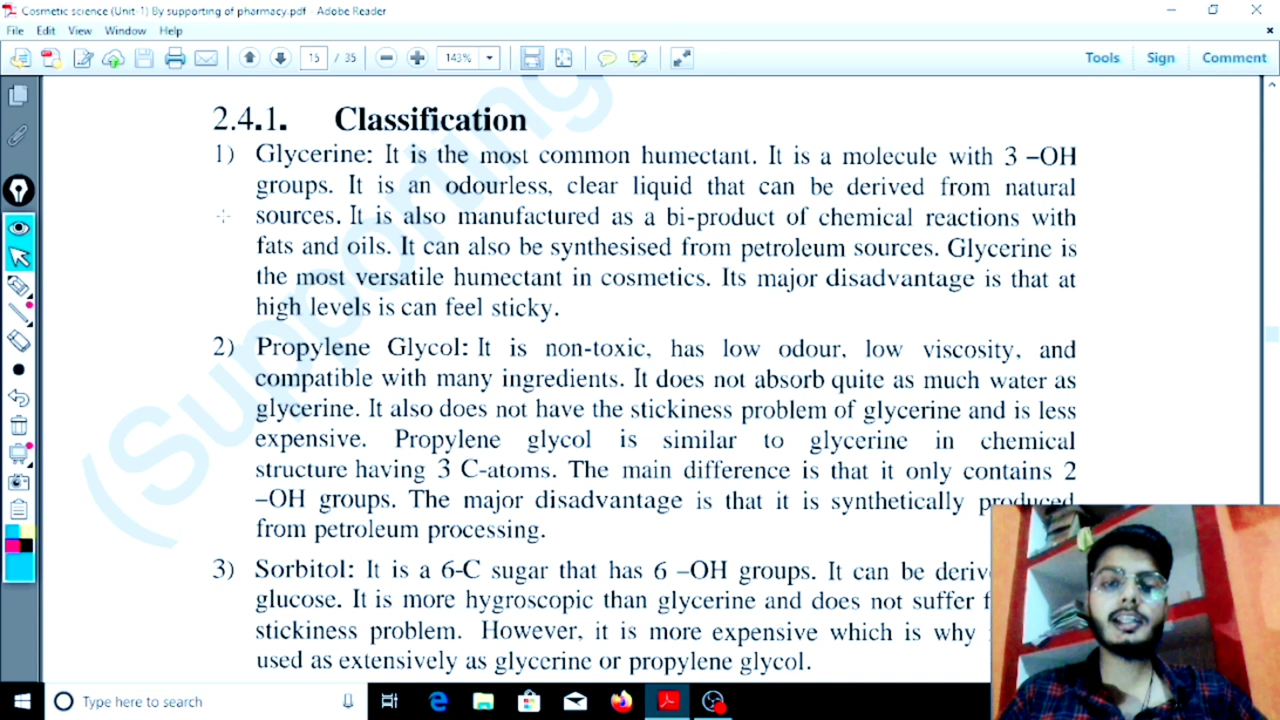 Cosmetic science (Unit-1) By supporting of pharmacy.pdf - Adobe Reader
File Edit View Window Help
15 / 35 143% Tools Sign Comment
(Supporting
2.4.1. Classification
1) Glycerine: It is the most common humectant. It is a molecule with 3 –OH
groups. It is an odourless, clear liquid that can be derived from natural
sources. It is also manufactured as a bi-product of chemical reactions with
fats and oils. It can also be synthesised from petroleum sources. Glycerine is
the most versatile humectant in cosmetics. Its major disadvantage is that at
high levels is can feel sticky.
2) Propylene Glycol: It is non-toxic, has low odour, low viscosity, and
compatible with many ingredients. It does not absorb quite as much water as
glycerine. It also does not have the stickiness problem of glycerine and is less
expensive. Propylene glycol is similar to glycerine in chemical
structure having 3 C-atoms. The main difference is that it only contains 2
–OH groups. The major disadvantage is that it is synthetically produced
from petroleum processing.
3) Sorbitol: It is a 6-C sugar that has 6 –OH groups. It can be
glucose. It is more hygroscopic than glycerine and does not suffer
stickiness problem. However, it is more expensive which is why
used as extensively as glycerine or propylene glycol.
Type here to search